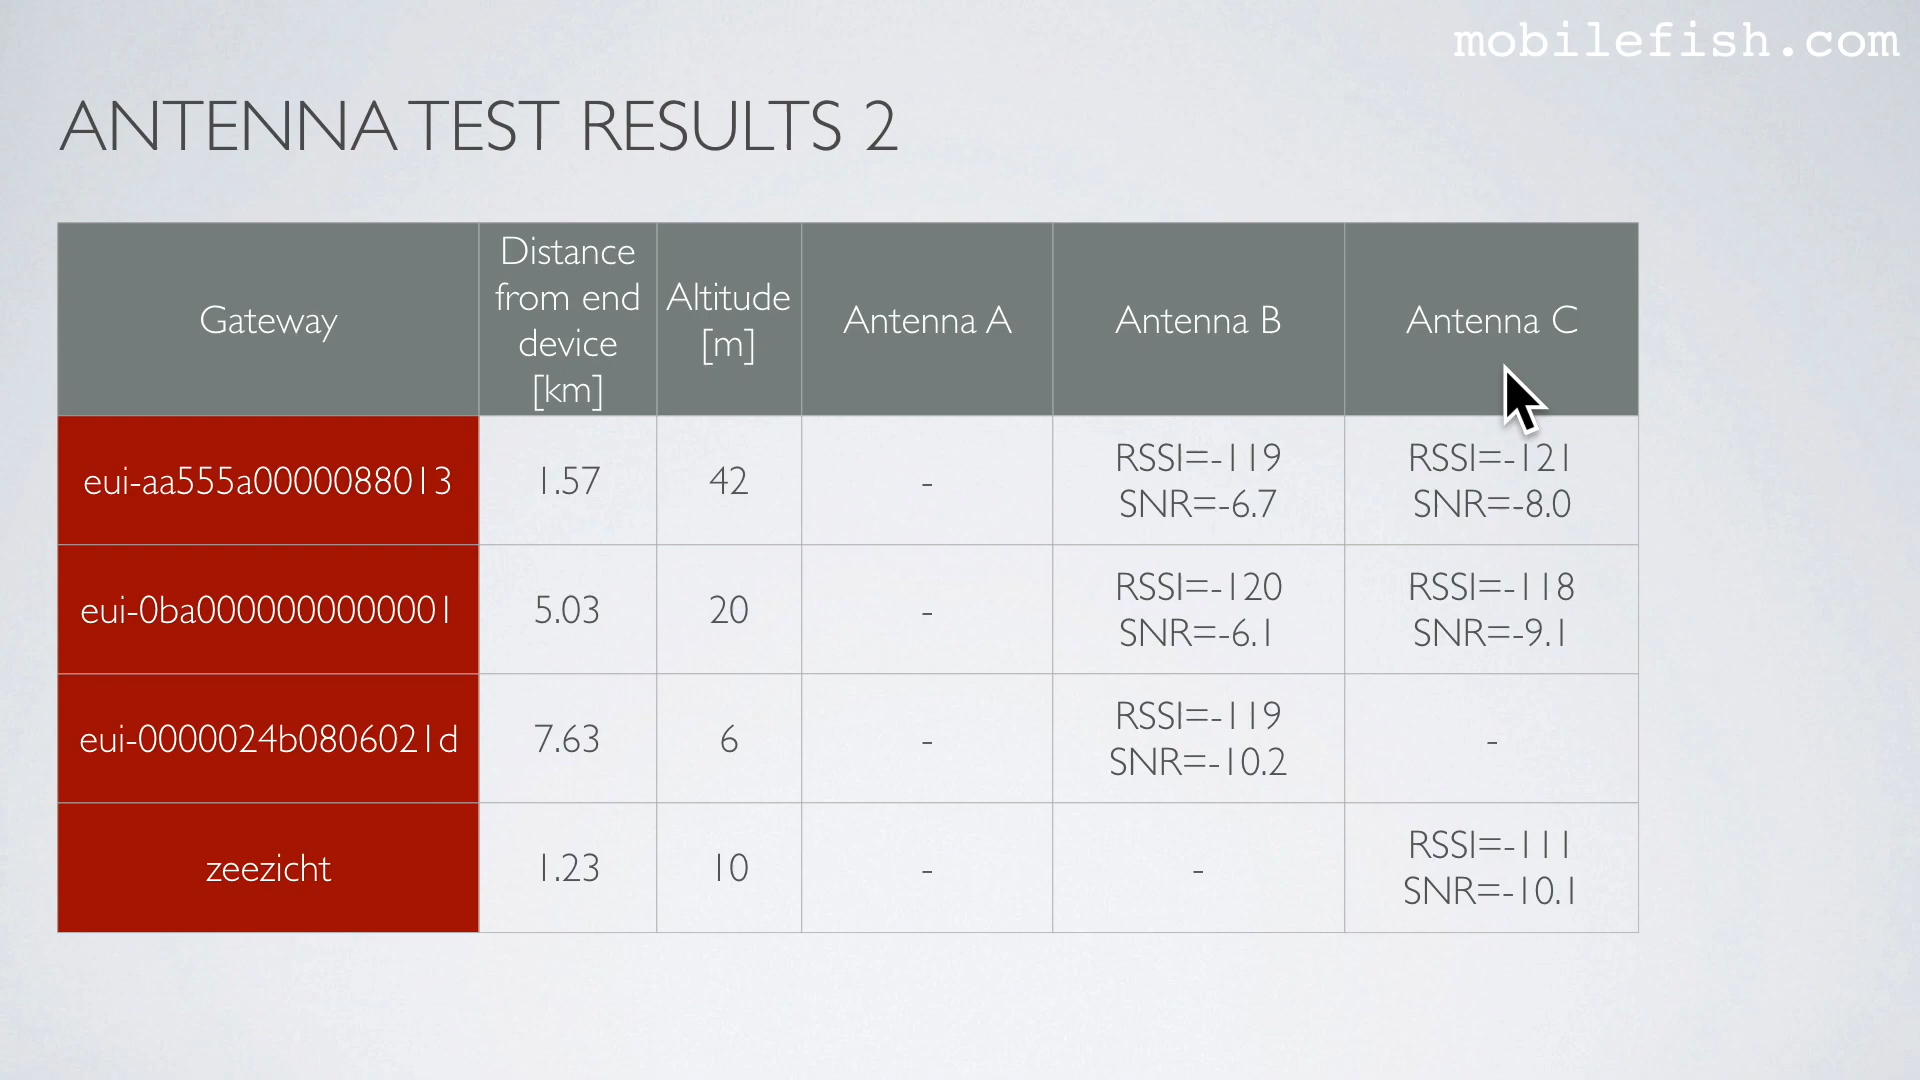 mobilefish.com
ANTENNA TEST RESULTS 2
Gateway
Distance
from end
device
[km]
Altitude
[m]
Antenna A
Antenna B
Antenna C
eui-aa555a0000088013
1.57
42
-
RSSI=-119
SNR=-6.7
RSSI=-121
SNR=-8.0
eui-0ba0000000000001
5.03
20
-
RSSI=-120
SNR=-6.1
RSSI=-118
SNR=-9.1
eui-0000024b0806021d
7.63
6
-
RSSI=-119
SNR=-10.2
-
zeezicht
1.23
10
-
-
RSSI=-111
SNR=-10.1